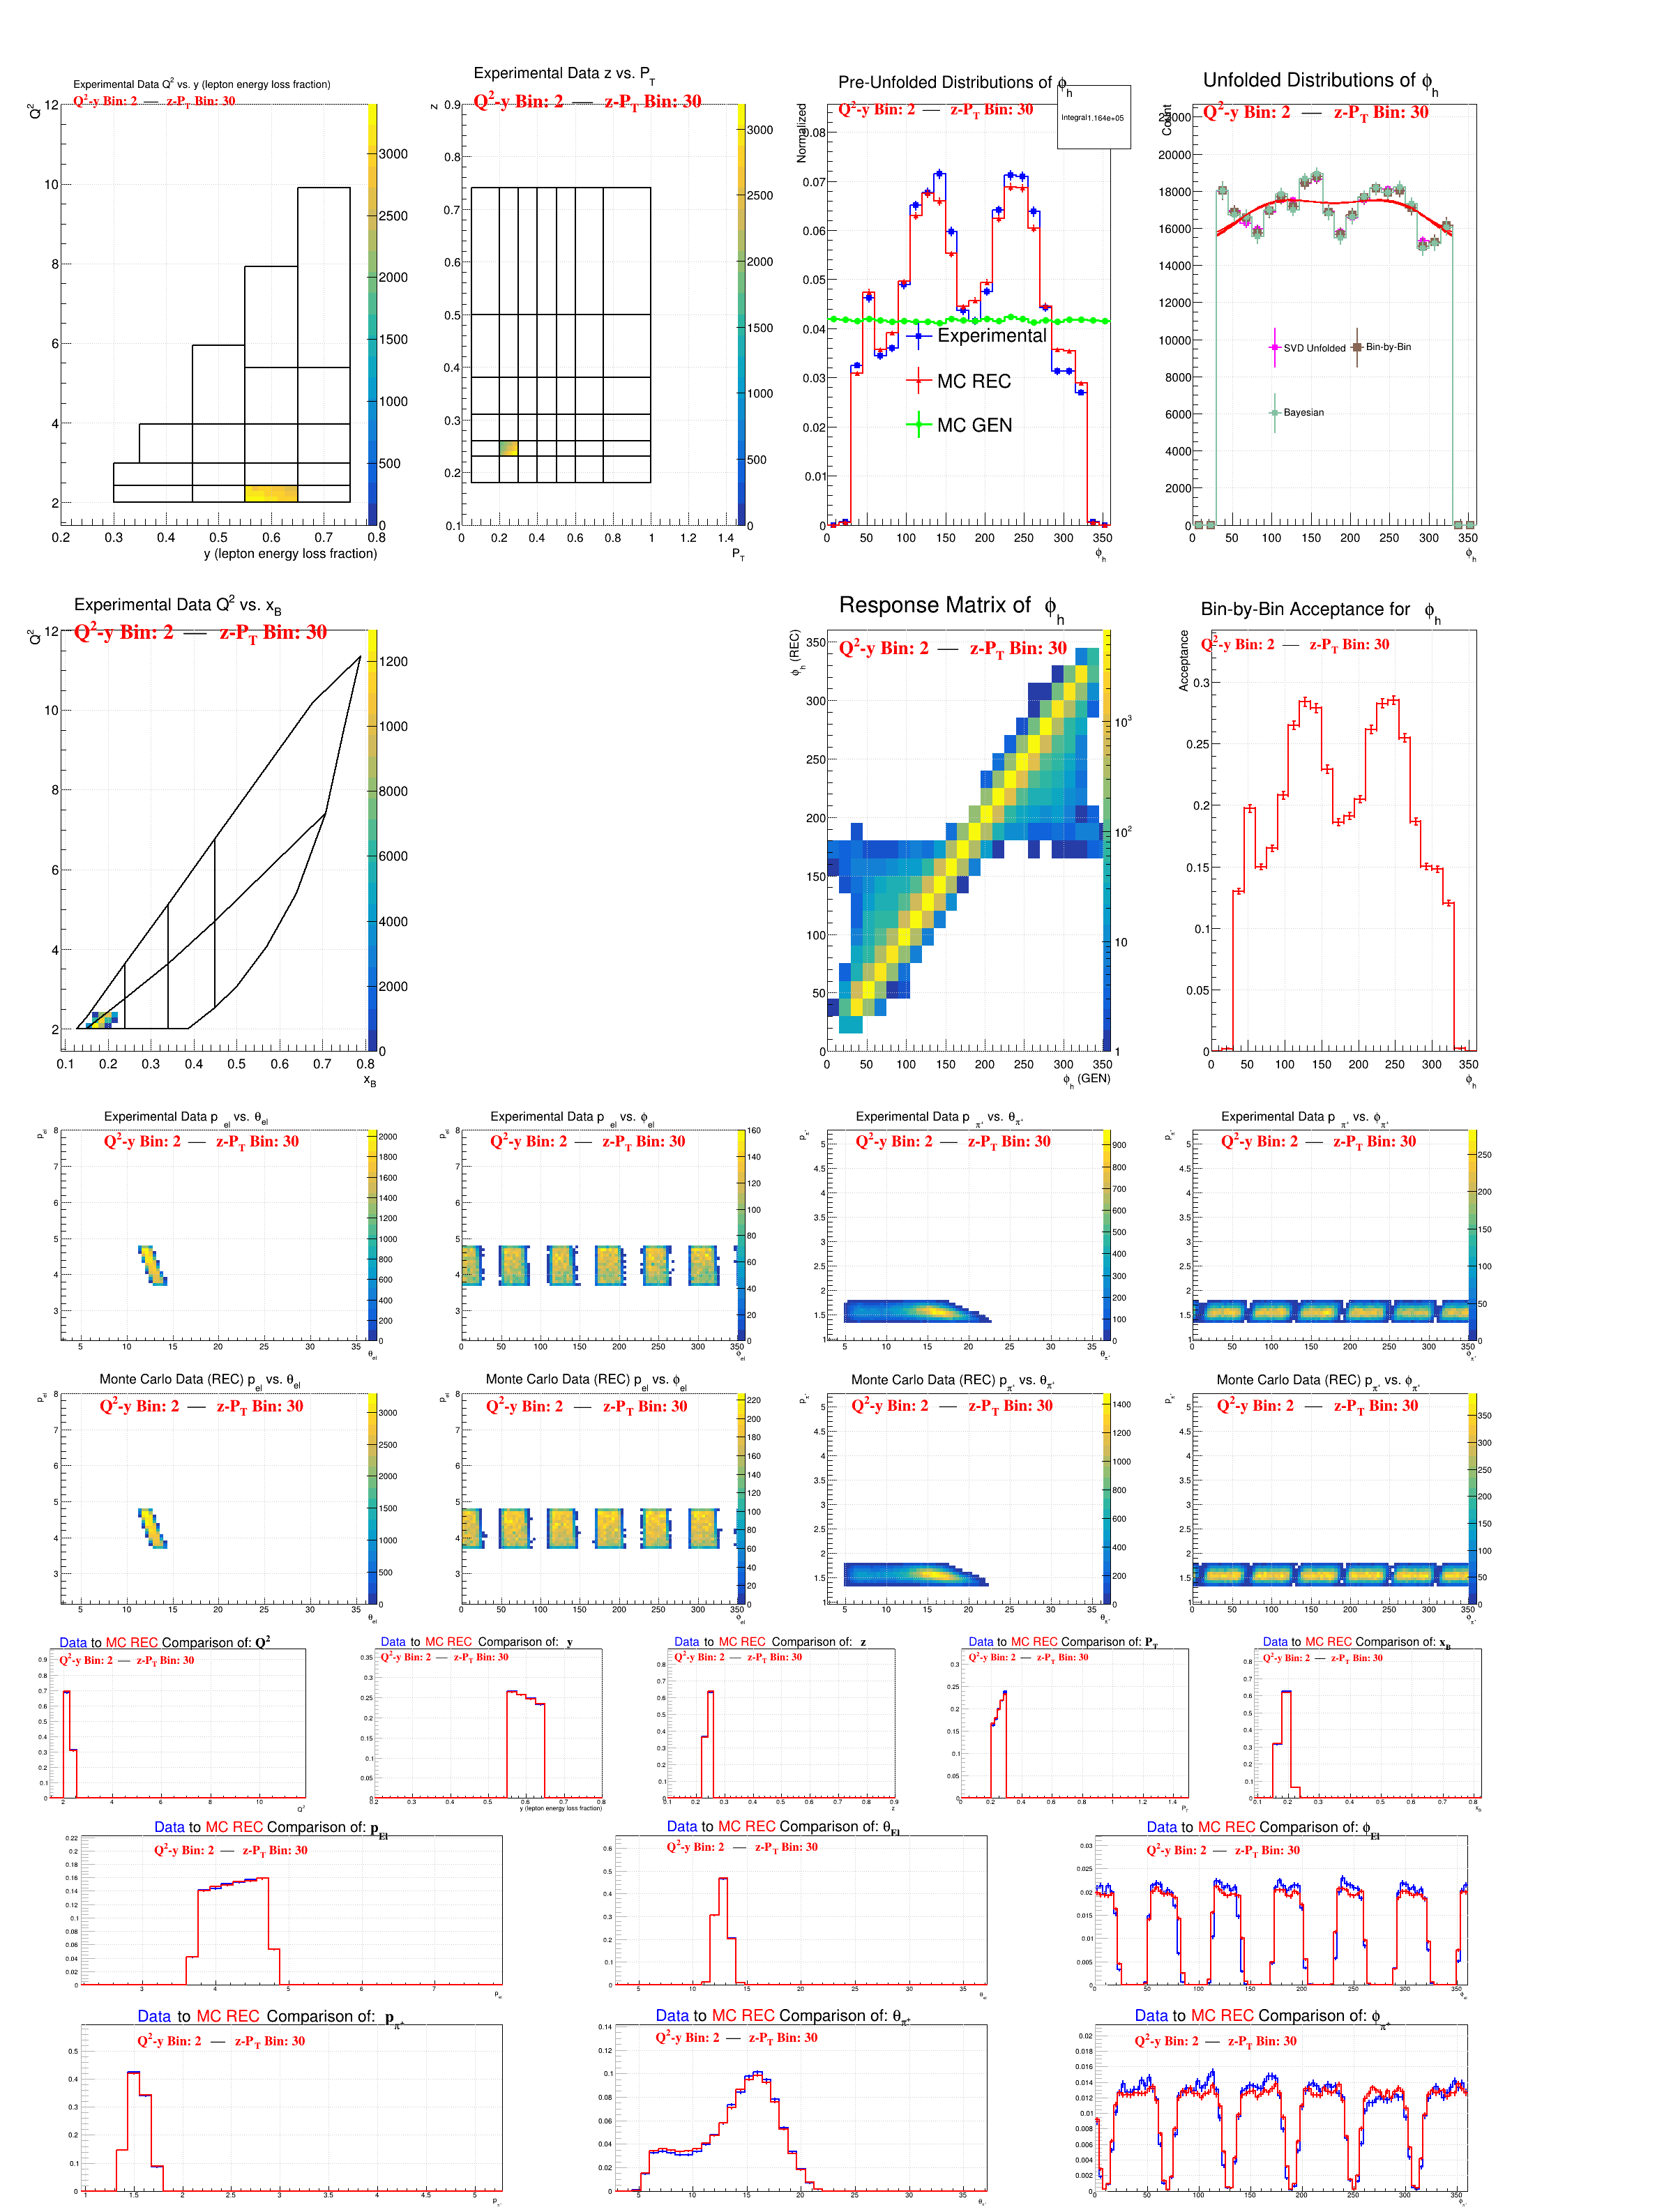 Experimental Data Q² vs. y (lepton energy loss fraction)
Q²-y Bin: 2 — z-P_T Bin: 30
Q²
y (lepton energy loss fraction)
Experimental Data z vs. P_T
Q²-y Bin: 2 — z-P_T Bin: 30
z
P_T
Pre-Unfolded Distributions of ϕ_h
Q²-y Bin: 2 — z-P_T Bin: 30
Integral 1.164e+05
Normalized
Experimental
MC REC
MC GEN
ϕ_h
Unfolded Distributions of ϕ_h
Q²-y Bin: 2 — z-P_T Bin: 30
Count
SVD Unfolded
Bin-by-Bin
Bayesian
ϕ_h
Experimental Data Q² vs. x_B
Q²-y Bin: 2 — z-P_T Bin: 30
Q²
x_B
Response Matrix of ϕ_h
Q²-y Bin: 2 — z-P_T Bin: 30
ϕ_h (REC)
ϕ_h (GEN)
Bin-by-Bin Acceptance for ϕ_h
Q²-y Bin: 2 — z-P_T Bin: 30
Acceptance
ϕ_h
Experimental Data p_el vs. θ_el
Q²-y Bin: 2 — z-P_T Bin: 30
Experimental Data p_el vs. ϕ_el
Q²-y Bin: 2 — z-P_T Bin: 30
Experimental Data p_π⁺ vs. θ_π⁺
Q²-y Bin: 2 — z-P_T Bin: 30
Experimental Data p_π⁺ vs. ϕ_π⁺
Q²-y Bin: 2 — z-P_T Bin: 30
Monte Carlo Data (REC) p_el vs. θ_el
Q²-y Bin: 2 — z-P_T Bin: 30
Monte Carlo Data (REC) p_el vs. ϕ_el
Q²-y Bin: 2 — z-P_T Bin: 30
Monte Carlo Data (REC) p_π⁺ vs. θ_π⁺
Q²-y Bin: 2 — z-P_T Bin: 30
Monte Carlo Data (REC) p_π⁺ vs. ϕ_π⁺
Q²-y Bin: 2 — z-P_T Bin: 30
Data to MC REC Comparison of: Q²
Q²-y Bin: 2 — z-P_T Bin: 30
Q²
Data to MC REC Comparison of: y
Q²-y Bin: 2 — z-P_T Bin: 30
y (lepton energy loss fraction)
Data to MC REC Comparison of: z
Q²-y Bin: 2 — z-P_T Bin: 30
z
Data to MC REC Comparison of: P_T
Q²-y Bin: 2 — z-P_T Bin: 30
P_T
Data to MC REC Comparison of: x_B
Q²-y Bin: 2 — z-P_T Bin: 30
x_B
Data to MC REC Comparison of: p_El
Q²-y Bin: 2 — z-P_T Bin: 30
Data to MC REC Comparison of: θ_El
Q²-y Bin: 2 — z-P_T Bin: 30
Data to MC REC Comparison of: ϕ_El
Q²-y Bin: 2 — z-P_T Bin: 30
Data to MC REC Comparison of: p_π⁺
Q²-y Bin: 2 — z-P_T Bin: 30
Data to MC REC Comparison of: θ_π⁺
Q²-y Bin: 2 — z-P_T Bin: 30
Data to MC REC Comparison of: ϕ_π⁺
Q²-y Bin: 2 — z-P_T Bin: 30